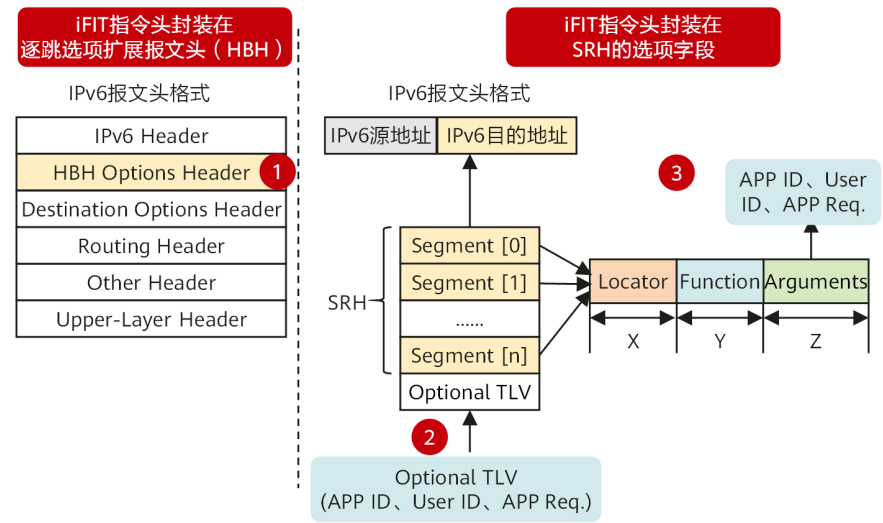 iFIT指令头封装在
逐跳选项扩展报文头（HBH）
IPv6报文头格式
IPv6 Header
HBH Options Header
1
Destination Options Header
Routing Header
Other Header
Upper-Layer Header
iFIT指令头封装在
SRH的选项字段
IPv6报文头格式
IPv6源地址
IPv6目的地址
3
APP ID、User
ID、APP Req.
SRH
Segment [0]
Segment [1]
......
Segment [n]
Optional TLV
Locator
Function
Arguments
X
Y
Z
2
Optional TLV
(APP ID、User ID、APP Req.)